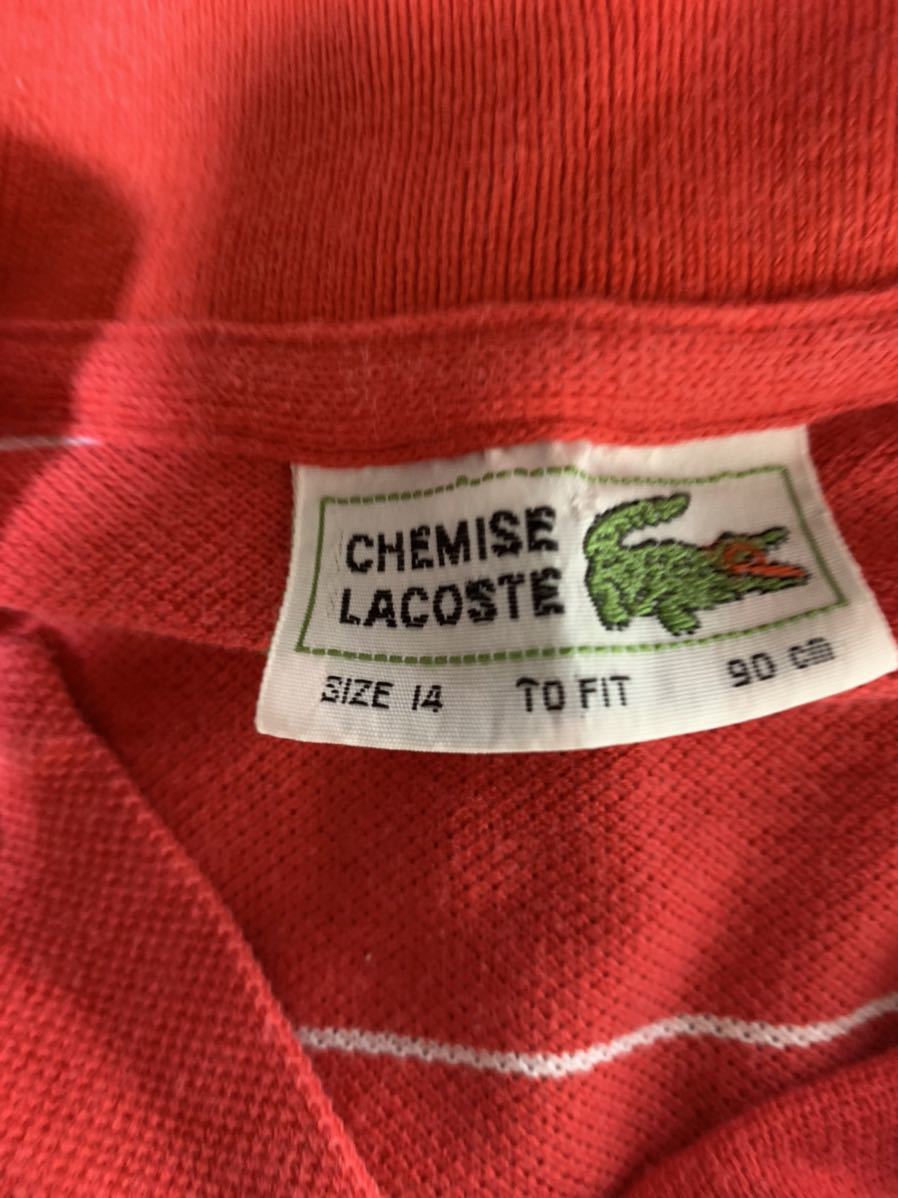 CHEMISE
LACOSTE
SIZE 14 TO FIT 90 cm